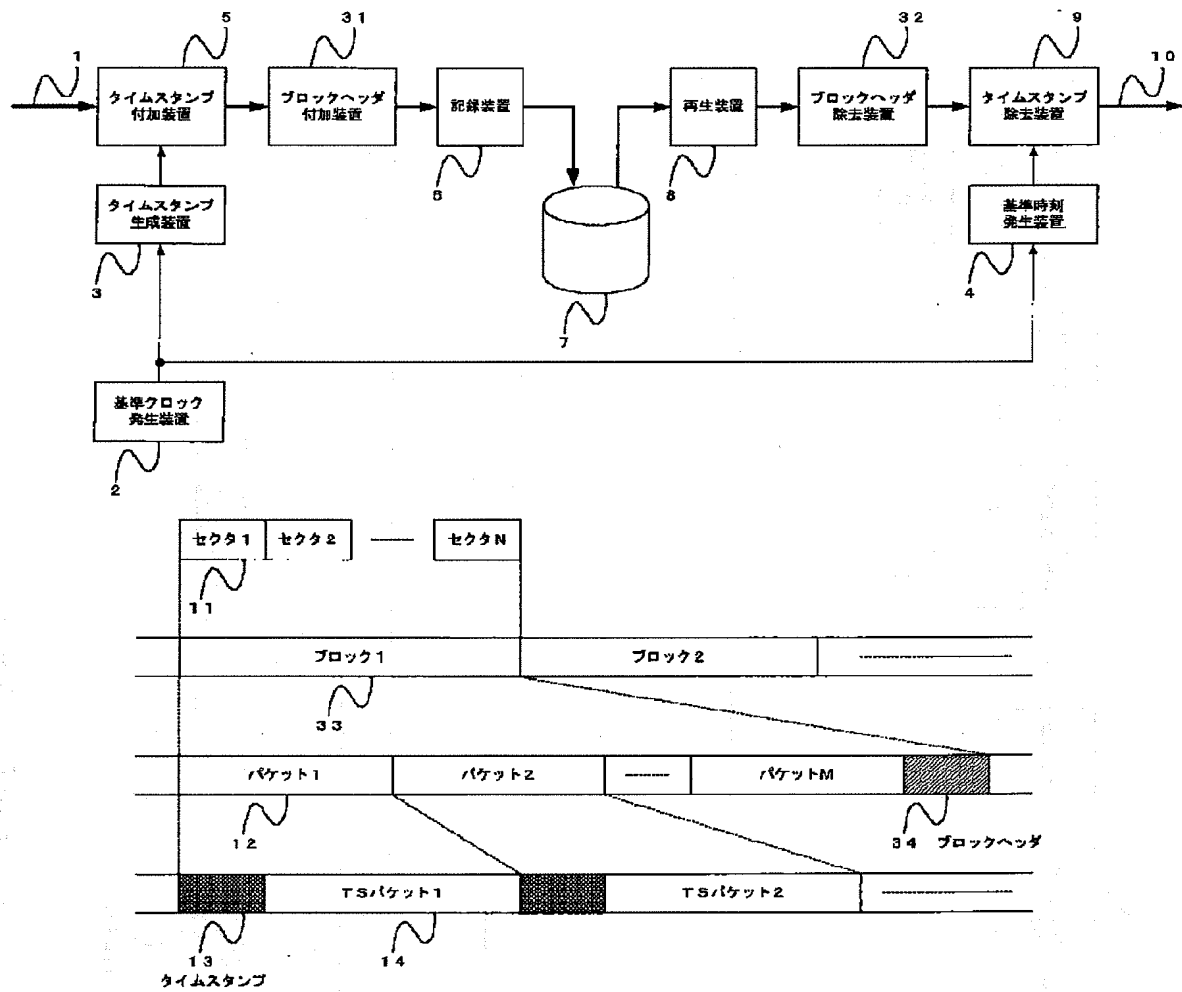 5
31
32
9
1
10
タイムスタンプ
付加装置
ブロックヘッダ
付加装置
記録装置
再生装置
ブロックヘッダ
除去装置
タイムスタンプ
除去装置
6
8
タイムスタンプ
生成装置
基準時刻
発生装置
3
7
4
基準クロック
発生装置
2
セクタ1 セクタ2 セクタN
11
ブロック1 ブロック2
33
パケット1 パケット2 パケットM
12
34 ブロックヘッダ
TSパケット1 TSパケット2
13
タイムスタンプ
14